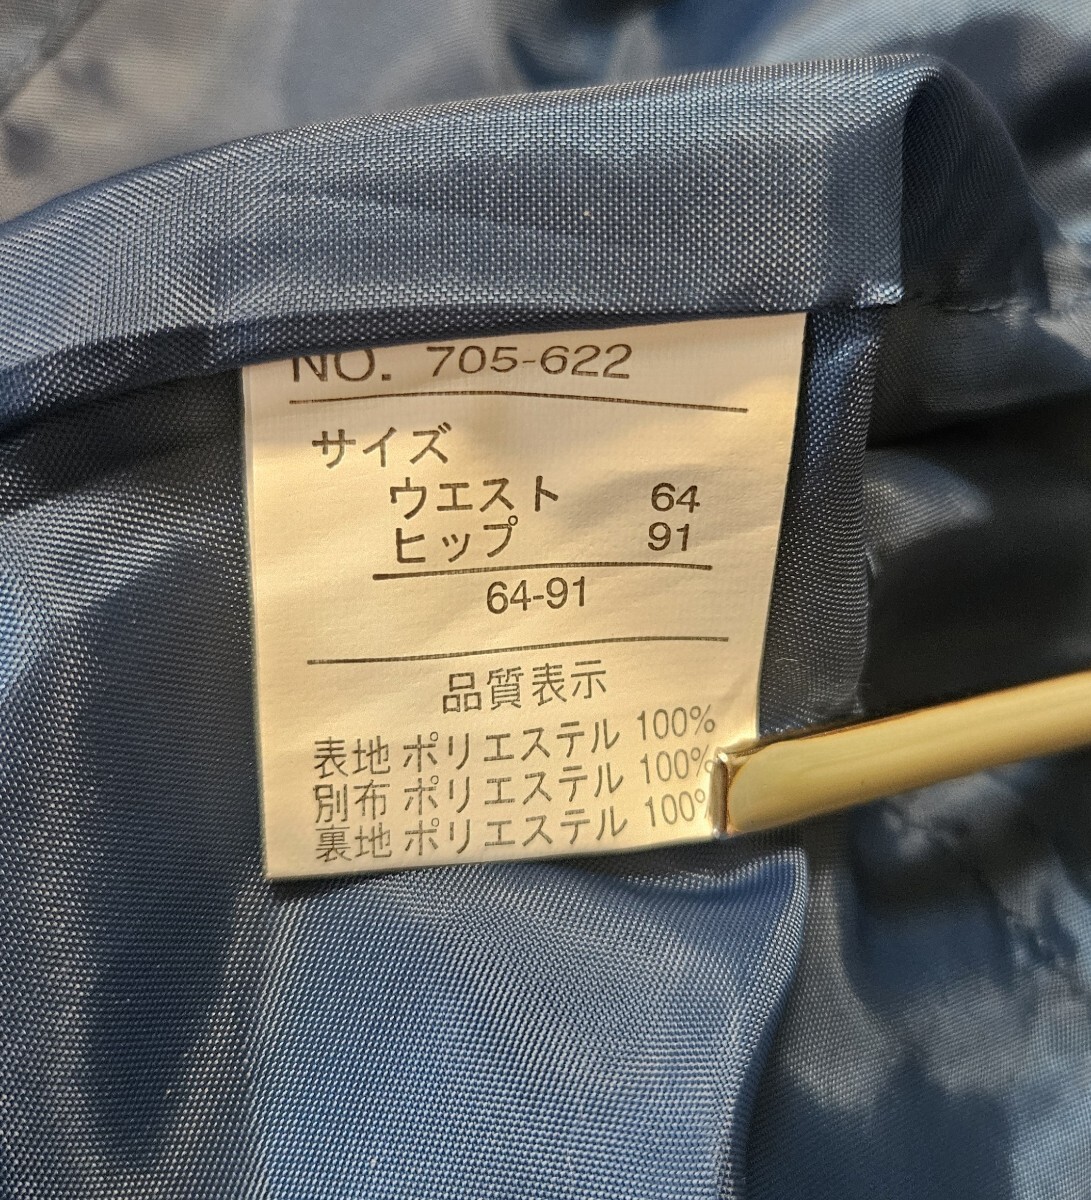 NO. 705-622
サイズ
ウエスト 64
ヒップ 91
64-91
品質表示
表地 ポリエステル 100%
別布 ポリエステル 100%
裏地 ポリエステル 100%